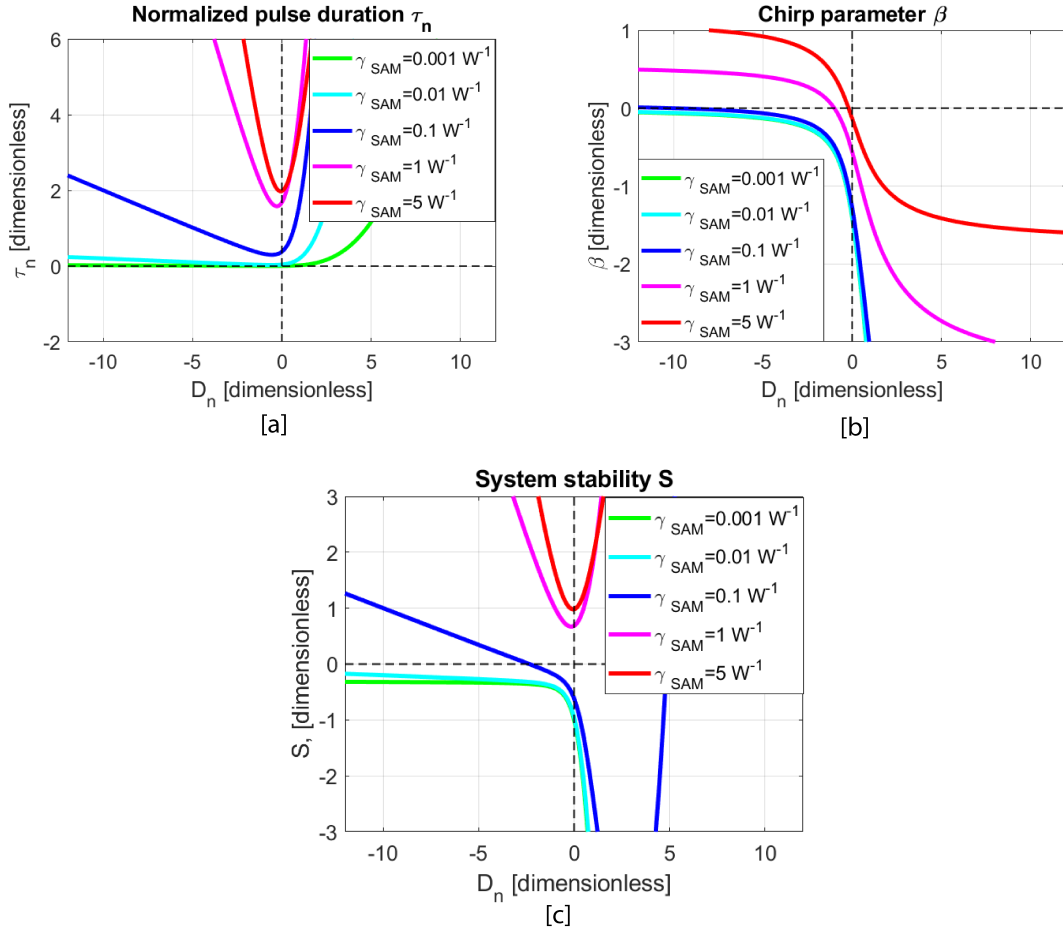 Normalized pulse duration τn
τn [dimensionless]
6
4
2
0
-2
-10
-5
0
5
10
Dn [dimensionless]
γ SAM=0.001 W-1
γ SAM=0.01 W-1
γ SAM=0.1 W-1
γ SAM=1 W-1
γ SAM=5 W-1
[a]
Chirp parameter β
β [dimensionless]
1
0
-1
-2
-3
-10
-5
0
5
10
Dn [dimensionless]
γ SAM=0.001 W-1
γ SAM=0.01 W-1
γ SAM=0.1 W-1
γ SAM=1 W-1
γ SAM=5 W-1
[b]
System stability S
S, [dimensionless]
3
2
1
0
-1
-2
-3
-10
-5
0
5
10
Dn [dimensionless]
γ SAM=0.001 W-1
γ SAM=0.01 W-1
γ SAM=0.1 W-1
γ SAM=1 W-1
γ SAM=5 W-1
[c]